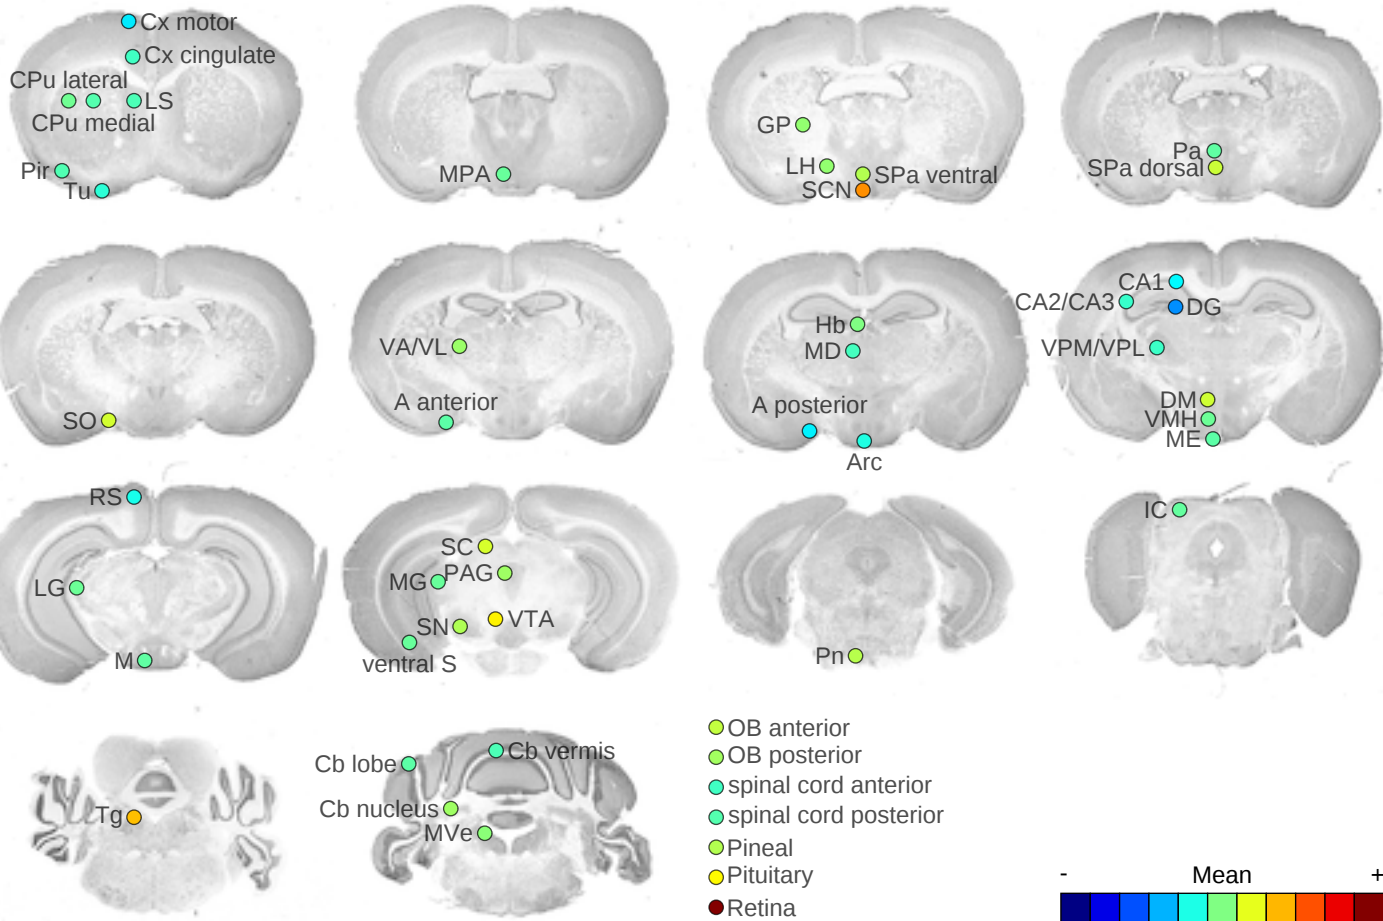 Cx motor
Cx cingulate
CPu lateral
LS
CPu medial
Pir
Tu
MPA
GP
LH
SPa ventral
SCN
Pa
SPa dorsal
SO
VA/VL
A anterior
Hb
MD
A posterior
Arc
CA1
CA2/CA3
DG
VPM/VPL
DM
VMH
ME
RS
LG
M
SC
PAG
MG
VTA
SN
ventral S
Pn
IC
Tg
Cb vermis
Cb lobe
Cb nucleus
MVe
OB anterior
OB posterior
spinal cord anterior
spinal cord posterior
Pineal
Pituitary
Retina
- Mean +